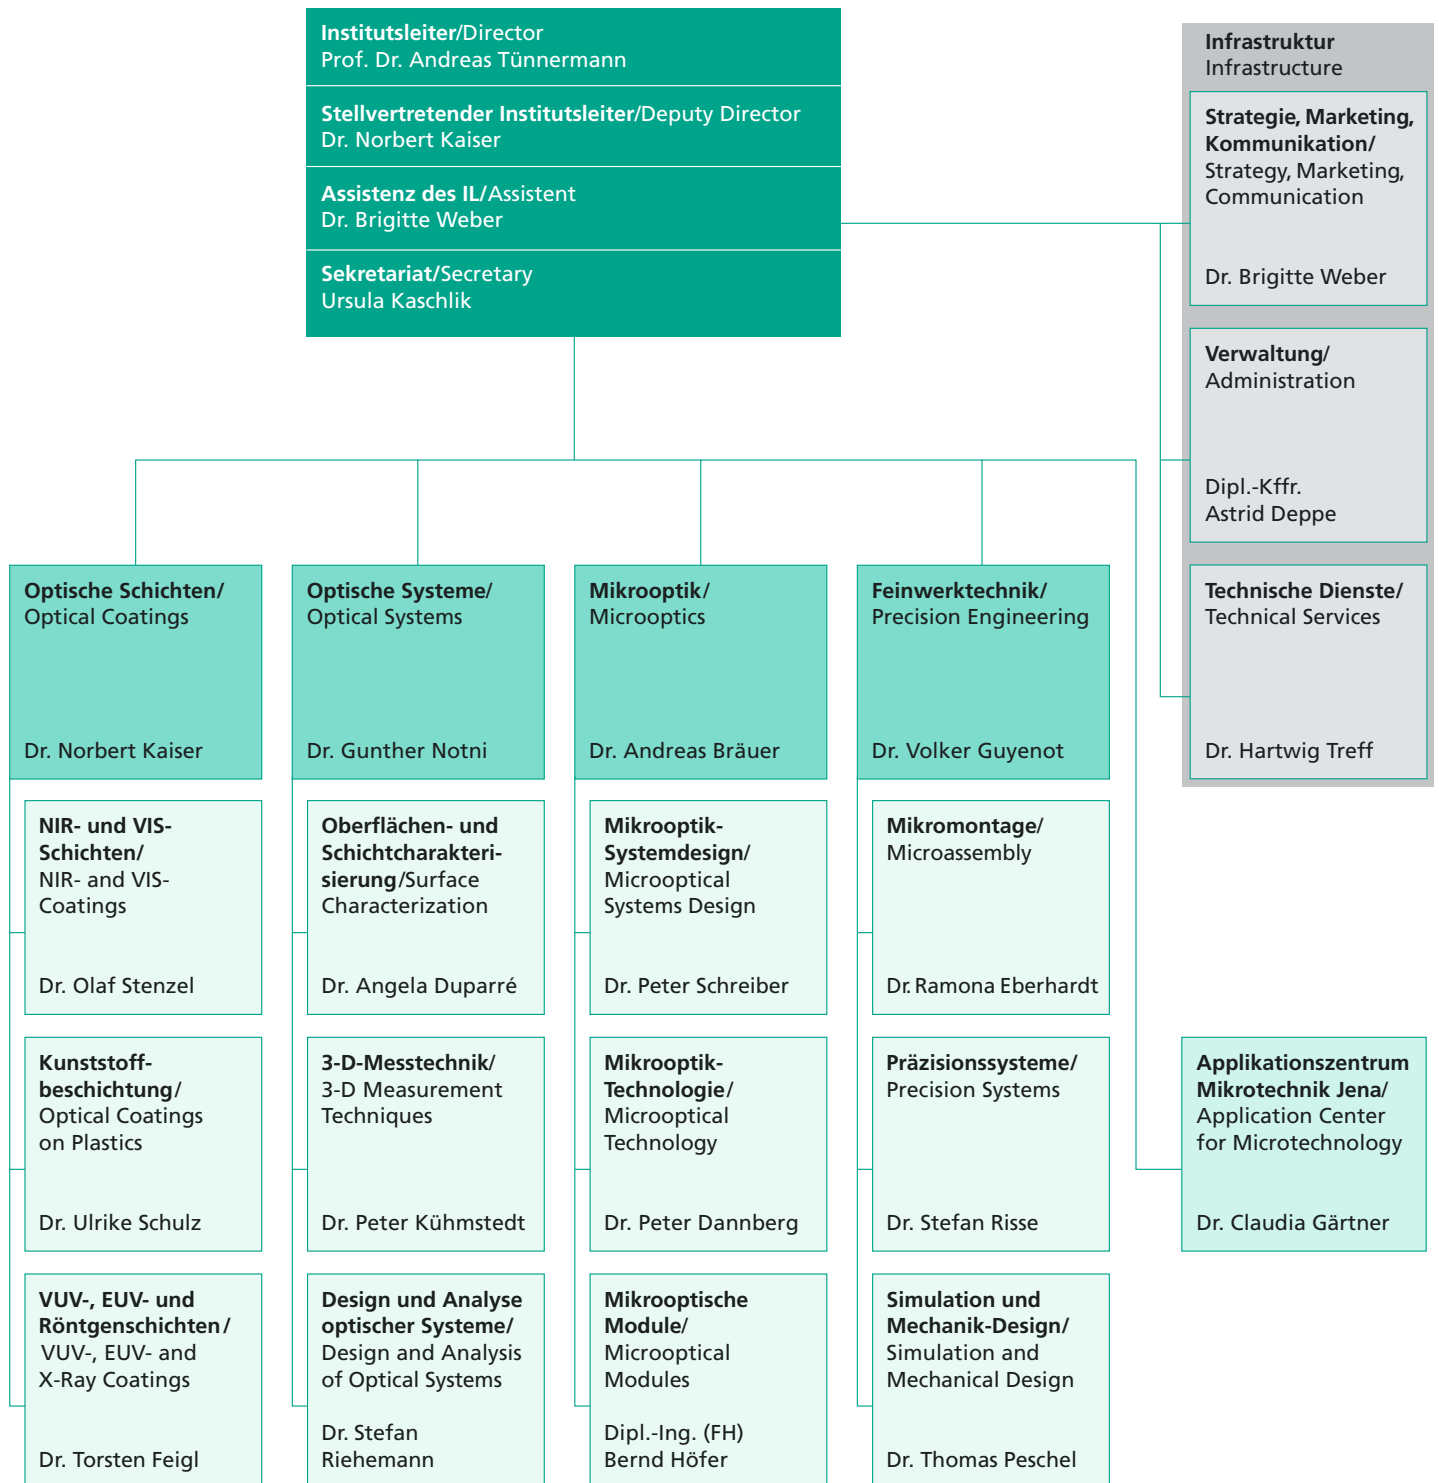 Institutsleiter/Director
Prof. Dr. Andreas Tünnermann
Stellvertretender Institutsleiter/Deputy Director
Dr. Norbert Kaiser
Assistenz des IL/Assistent
Dr. Brigitte Weber
Sekretariat/Secretary
Ursula Kaschlik
Infrastruktur
Infrastructure
Strategie, Marketing,
Kommunikation/
Strategy, Marketing,
Communication
Dr. Brigitte Weber
Verwaltung/
Administration
Dipl.-Kffr.
Astrid Deppe
Technische Dienste/
Technical Services
Dr. Hartwig Treff
Optische Schichten/
Optical Coatings
Dr. Norbert Kaiser
Optische Systeme/
Optical Systems
Dr. Gunther Notni
Mikrooptik/
Microoptics
Dr. Andreas Bräuer
Feinwerktechnik/
Precision Engineering
Dr. Volker Guyenot
NIR- und VIS-
Schichten/
NIR- and VIS-
Coatings
Dr. Olaf Stenzel
Oberflächen- und
Schichtcharakteri-
sierung/Surface
Characterization
Dr. Angela Duparré
Mikrooptik-
Systemdesign/
Microoptical
Systems Design
Dr. Peter Schreiber
Mikromontage/
Microassembly
Dr. Ramona Eberhardt
Kunststoff-
beschichtung/
Optical Coatings
on Plastics
Dr. Ulrike Schulz
3-D-Messtechnik/
3-D Measurement
Techniques
Dr. Peter Kühmstedt
Mikrooptik-
Technologie/
Microoptical
Technology
Dr. Peter Dannberg
Präzisionssysteme/
Precision Systems
Dr. Stefan Risse
Applikationszentrum
Mikrotechnik Jena/
Application Center
for Microtechnology
Dr. Claudia Gärtner
VUV-, EUV- und
Röntgenschichten/
VUV-, EUV- and
X-Ray Coatings
Dr. Torsten Feigl
Design und Analyse
optischer Systeme/
Design and Analysis
of Optical Systems
Dr. Stefan
Riehemann
Mikrooptische
Module/
Microoptical
Modules
Dipl.-Ing. (FH)
Bernd Höfer
Simulation und
Mechanik-Design/
Simulation and
Mechanical Design
Dr. Thomas Peschel